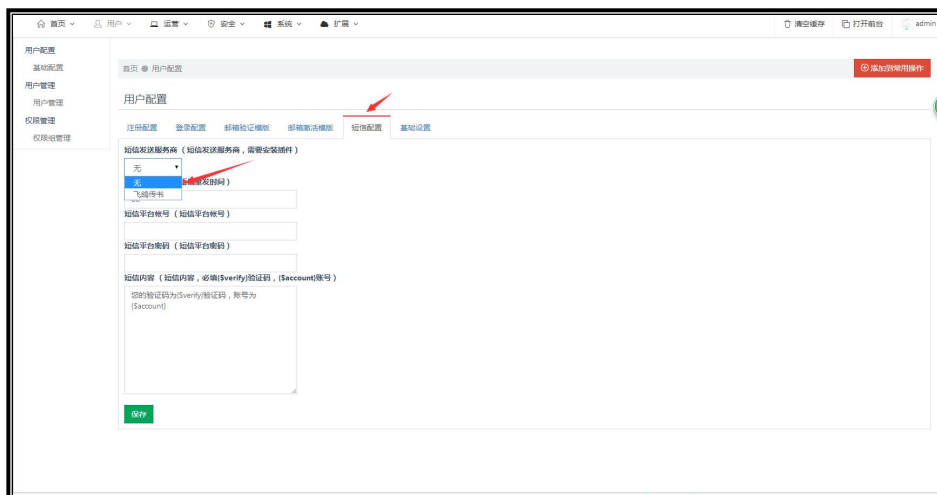 首页 用户 运营 安全 系统 扩展 清空缓存 打开前台 admin
用户配置
基础配置
用户管理
用户管理
权限管理
权限组管理
首页 用户配置 添加到常用操作
用户配置
注册配置 登录配置 邮箱验证模版 邮箱激活模版 短信配置 基础设置
短信发送服务商（短信发送服务商，需要安装插件）
无
无
飞鸽传书
重发时间）
短信平台帐号（短信平台帐号）
短信平台密码（短信平台密码）
短信内容（短信内容，必填{$verify}验证码，{$account}账号）
您的验证码为{$verify}验证码，账号为
{$account}
保存